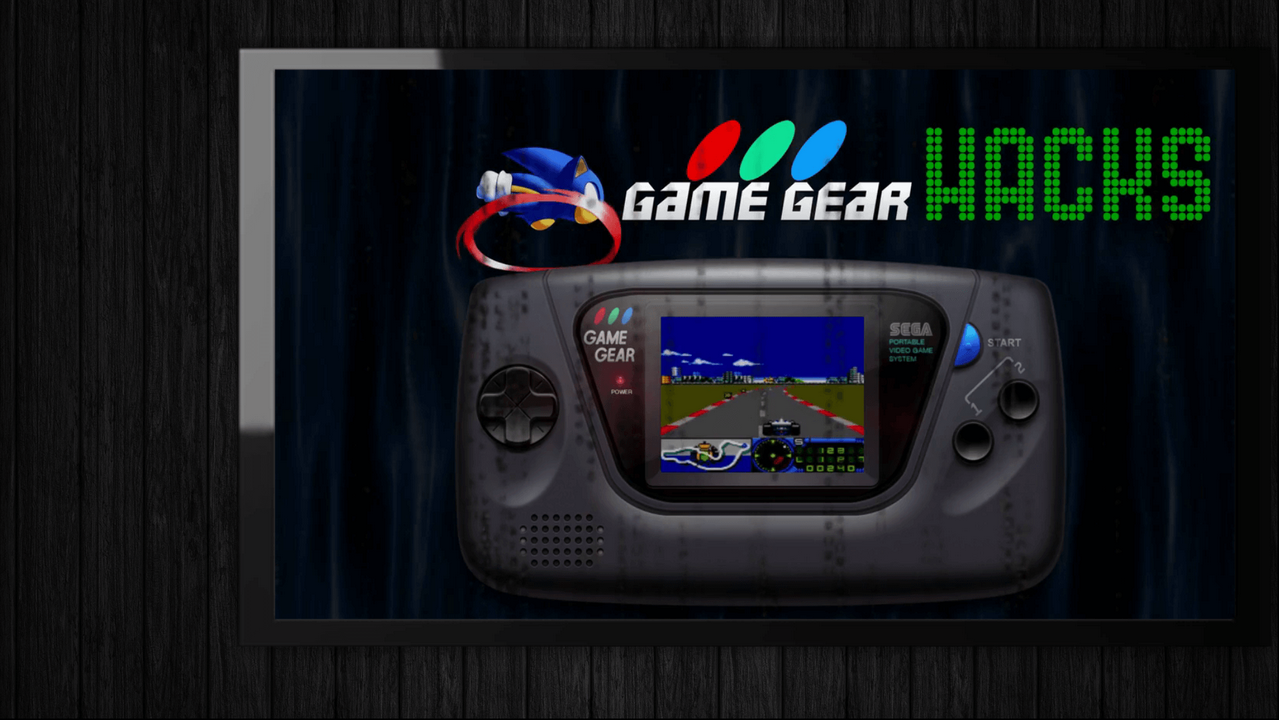 GAME GEAR HACKS
GAME
GEAR
POWER
SEGA
PORTABLE
VIDEO GAME
SYSTEM
START
2
1